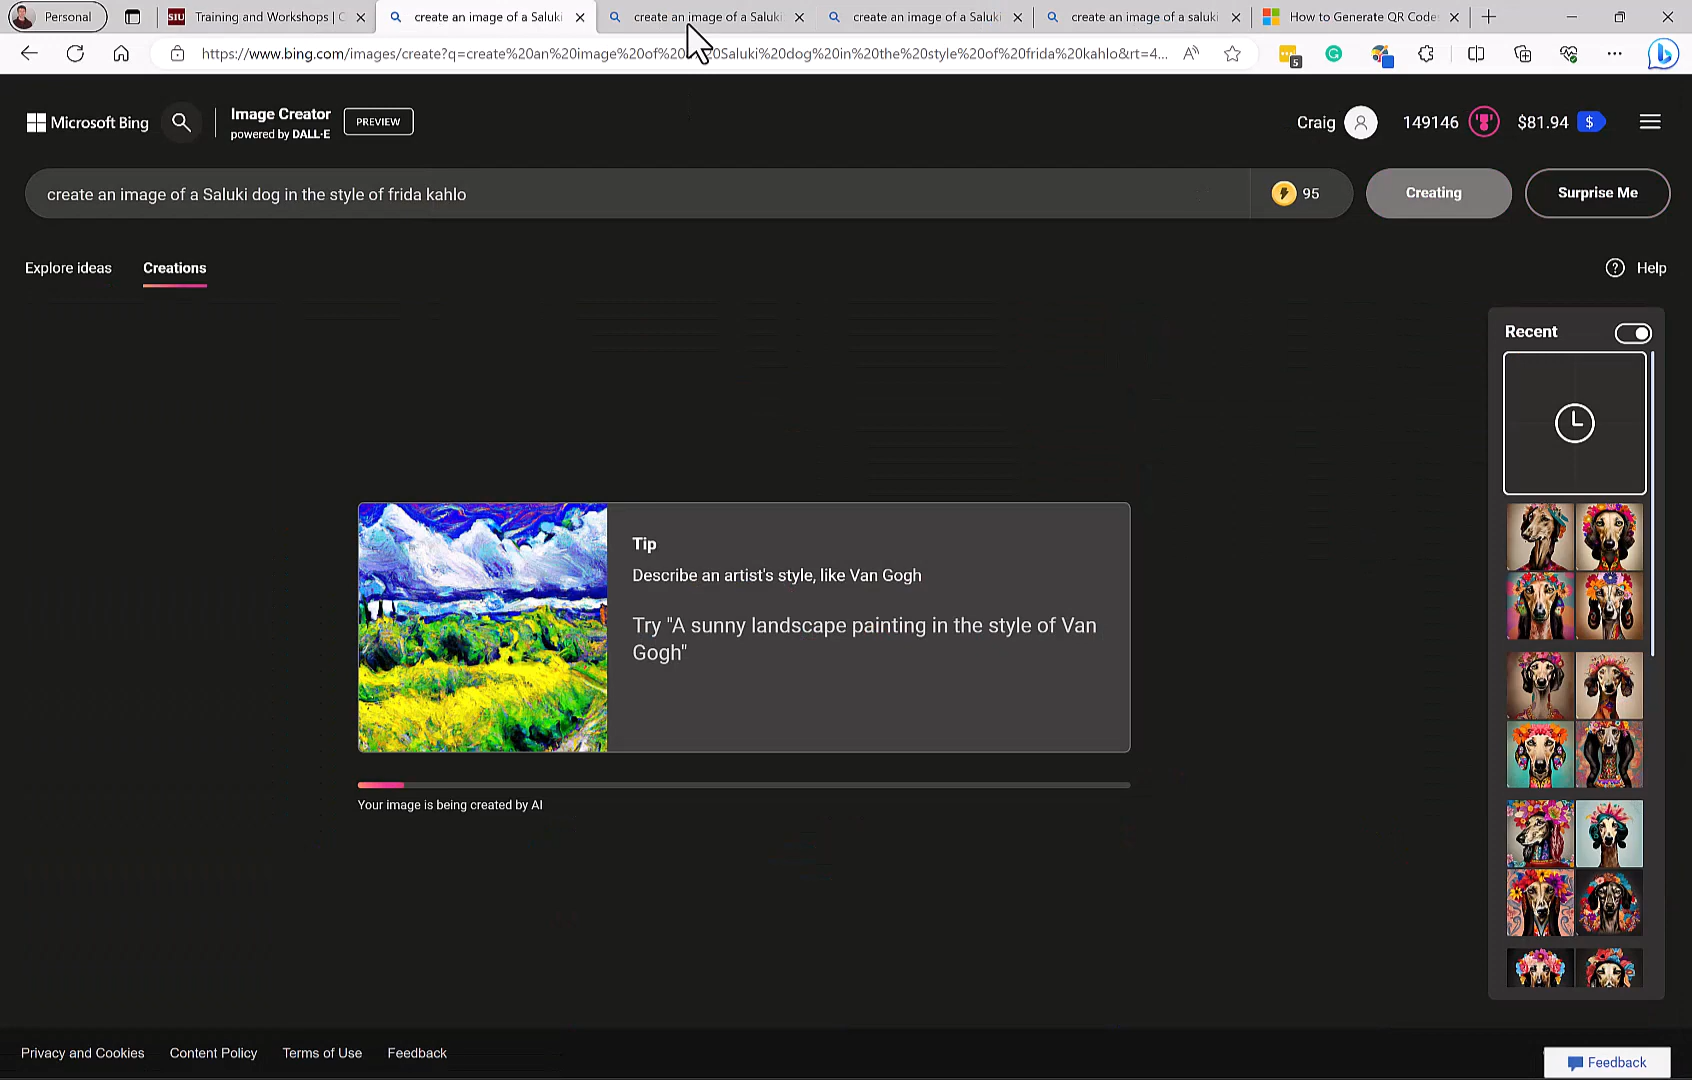 Personal
SIU Training and Workshops | C
create an image of a Saluki
create an image of a Saluki
create an image of a Saluki
create an image of a saluki
How to Generate QR Code
https://www.bing.com/images/create?q=create%20an%20image%20of%20 %20Saluki%20dog%20in%20the%20style%20of%20frida%20kahlo&rt=4...
5
Microsoft Bing
Image Creator
powered by DALL·E
PREVIEW
Craig
149146
$81.94
$
create an image of a Saluki dog in the style of frida kahlo
95
Creating
Surprise Me
Explore ideas
Creations
Help
Recent
Tip
Describe an artist's style, like Van Gogh
Try "A sunny landscape painting in the style of Van
Gogh"
Your image is being created by AI
Privacy and Cookies
Content Policy
Terms of Use
Feedback
Feedback